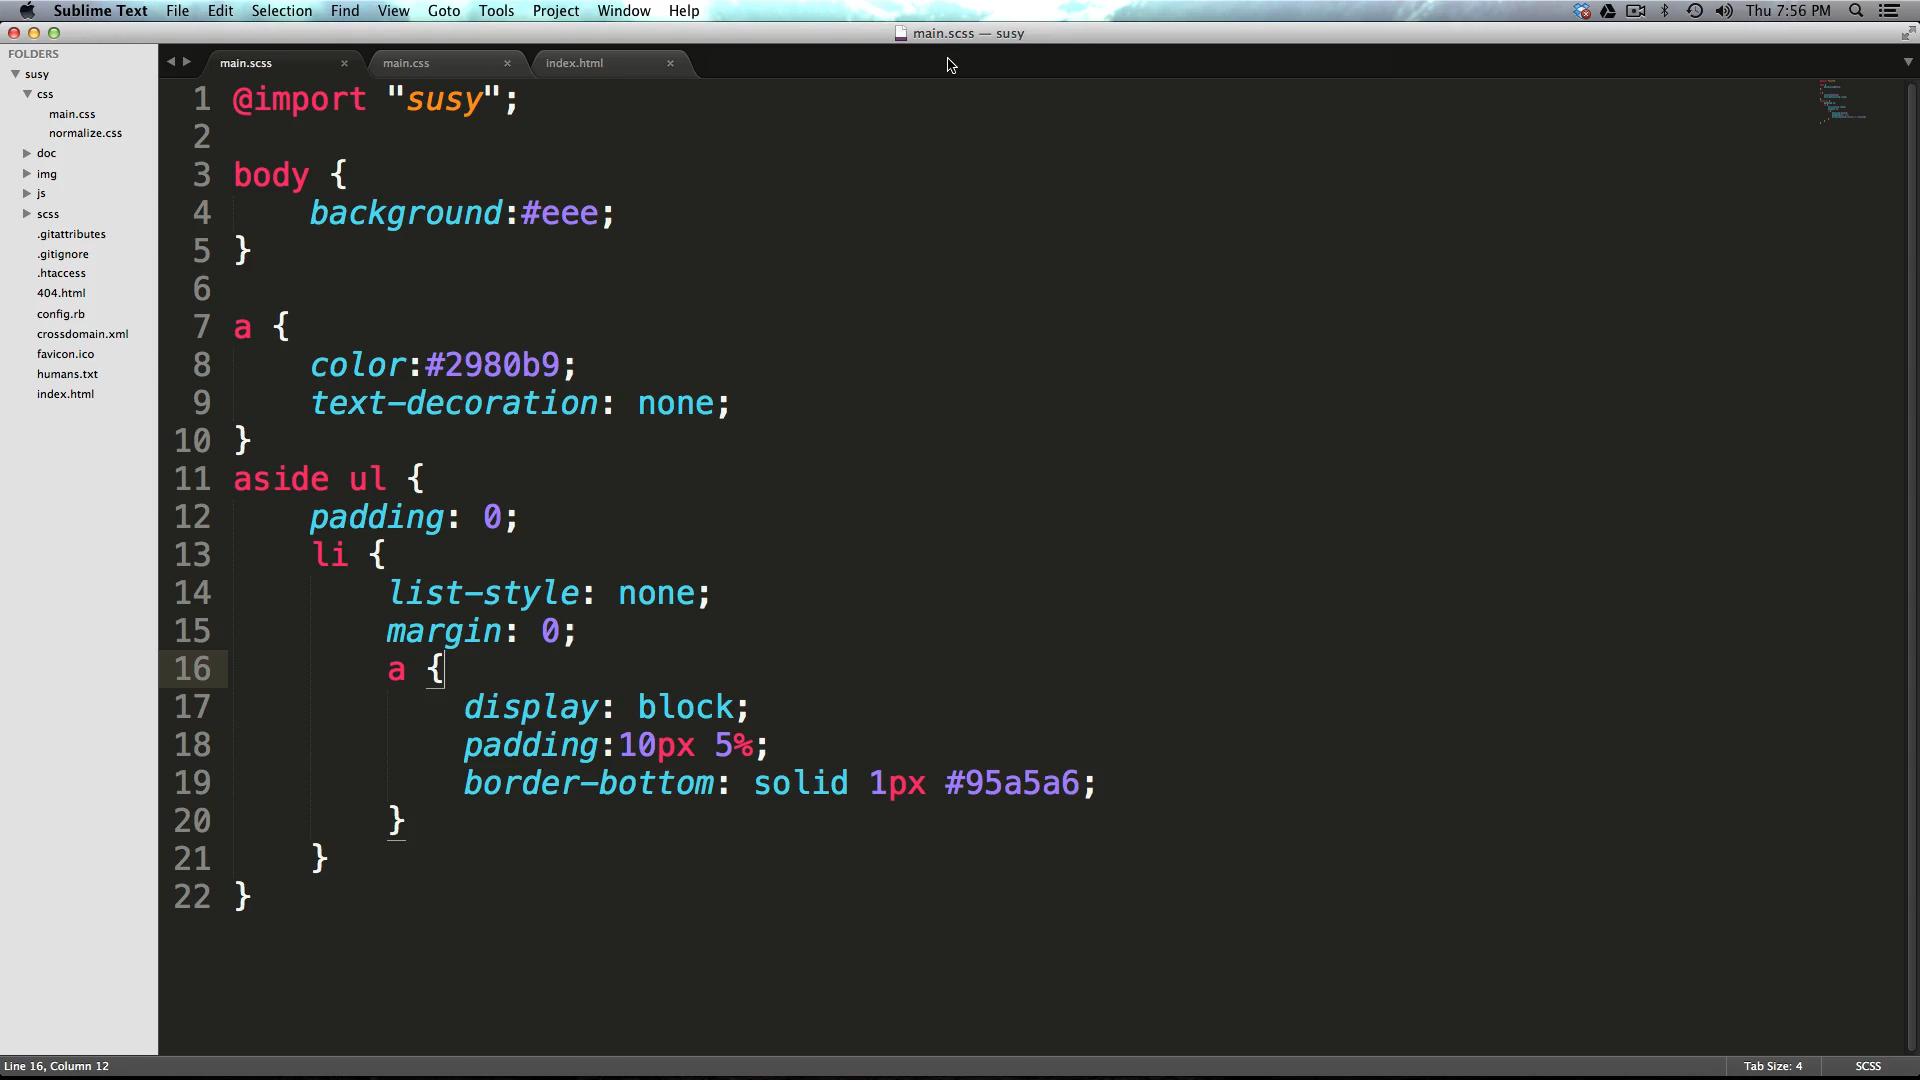 Sublime Text File Edit Selection Find View Goto Tools Project Window Help Thu 7:56 PM
main.scss — susy
FOLDERS
susy
css
main.css
normalize.css
doc
img
js
scss
.gitattributes
.gitignore
.htaccess
404.html
config.rb
crossdomain.xml
favicon.ico
humans.txt
index.html
main.scss × main.css × index.html ×
1 @import "susy";
2
3 body {
4 background:#eee;
5 }
6
7 a {
8 color:#2980b9;
9 text-decoration: none;
10 }
11 aside ul {
12 padding: 0;
13 li {
14 list-style: none;
15 margin: 0;
16 a {
17 display: block;
18 padding:10px 5%;
19 border-bottom: solid 1px #95a5a6;
20 }
21 }
22 }
Line 16, Column 12 Tab Size: 4 SCSS